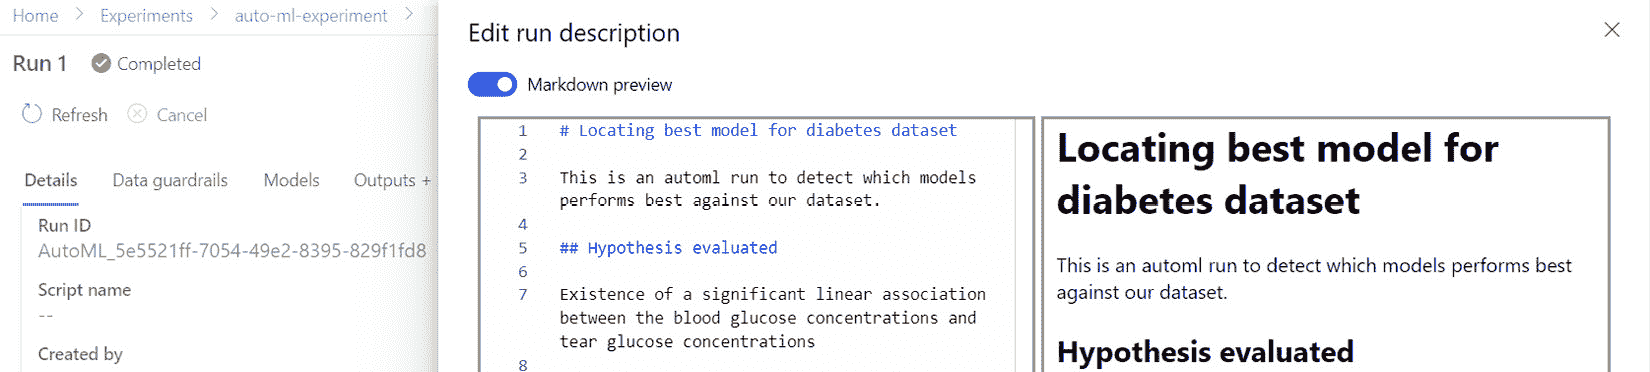 Home > Experiments > auto-ml-experiment >
Run 1 Completed
Refresh Cancel
Details Data guardrails Models Outputs +
Run ID
AutoML_5e5521ff-7054-49e2-8395-829f1fd8
Script name
--
Created by
Edit run description
Markdown preview
1 # Locating best model for diabetes dataset
2
3 This is an automl run to detect which models
performs best against our dataset.
4
5 ## Hypothesis evaluated
6
7 Existence of a significant linear association
between the blood glucose concentrations and
tear glucose concentrations
8
Locating best model for
diabetes dataset
This is an automl run to detect which models performs best
against our dataset.
Hypothesis evaluated